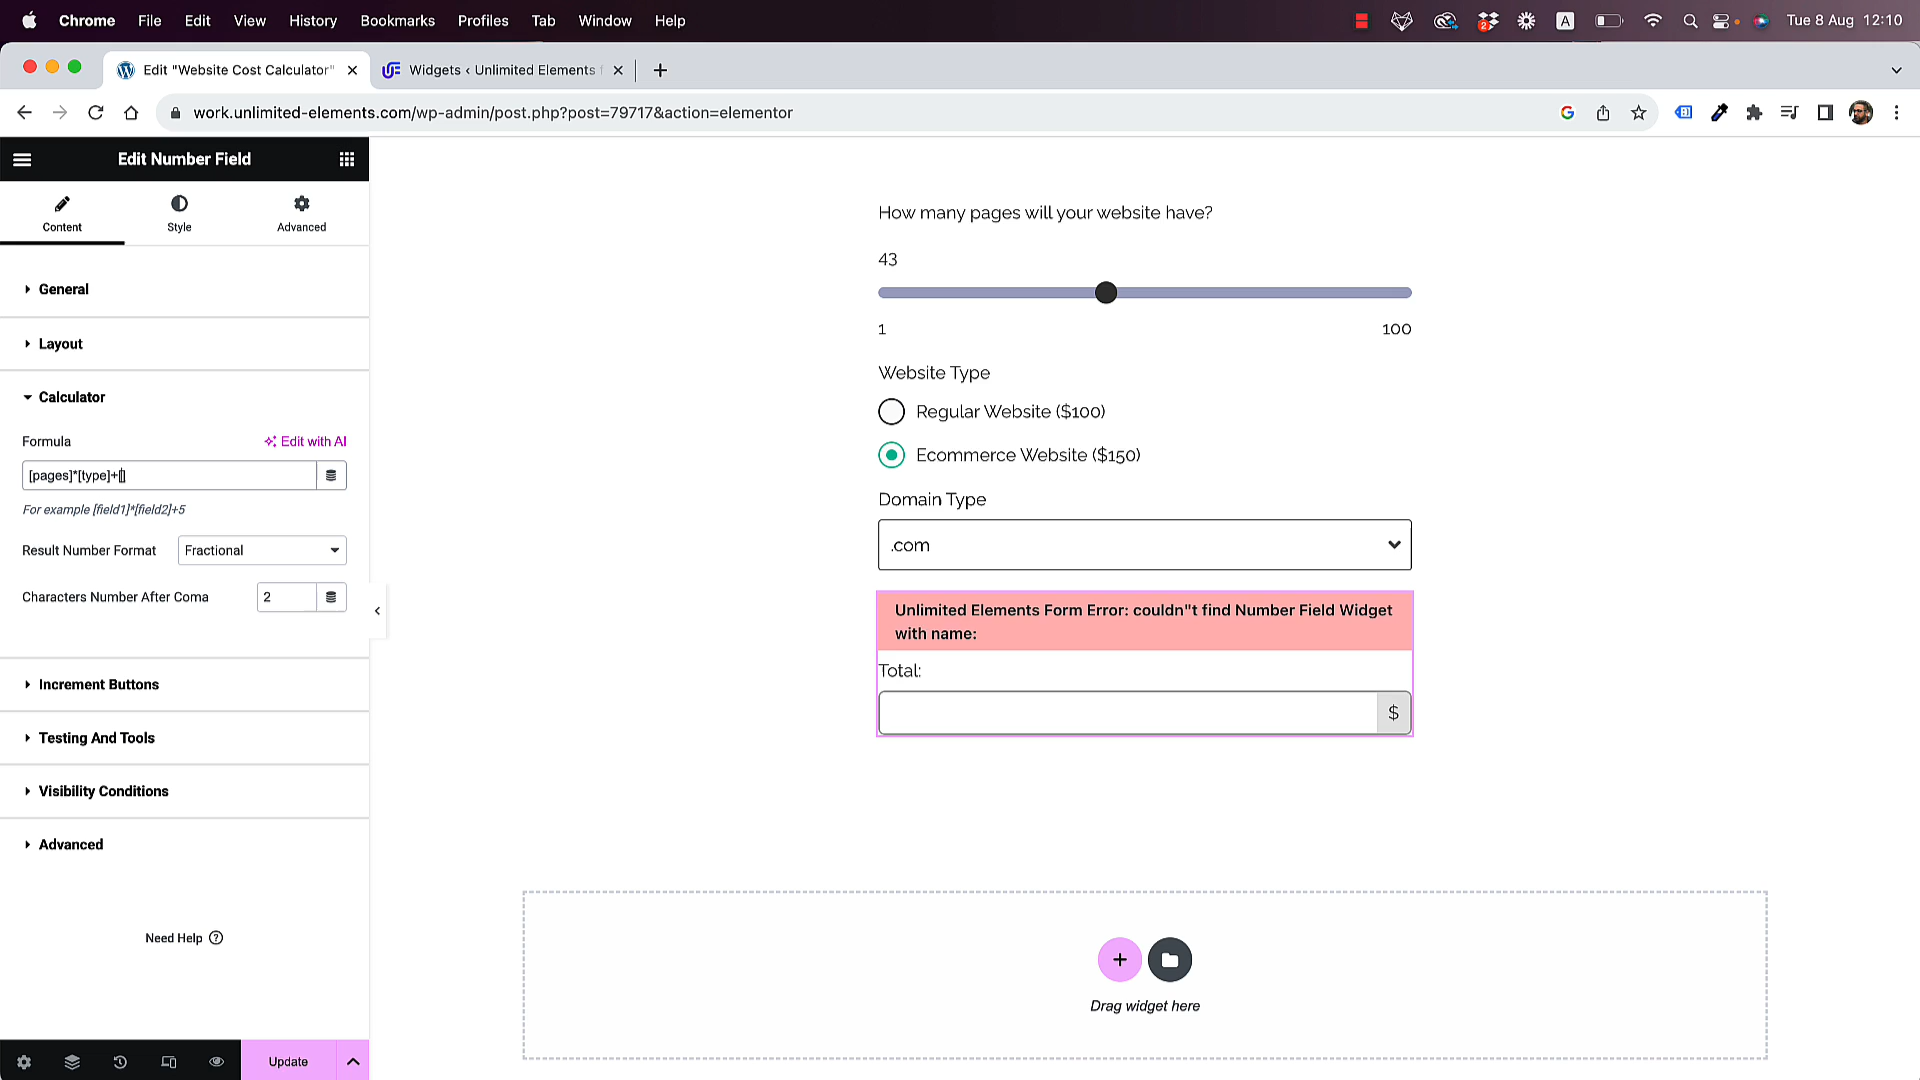 Chrome File Edit View History Bookmarks Profiles Tab Window Help 2 A Tue 8 Aug 12:10
Edit "Website Cost Calculator" Widgets ‹ Unlimited Elements f
work.unlimited-elements.com/wp-admin/post.php?post=79717&action=elementor
Edit Number Field
Content Style Advanced
General
Layout
Calculator
Formula Edit with AI
[pages]*[type]+[]
For example [field1]*[field2]+5
Result Number Format Fractional
Characters Number After Coma 2
Increment Buttons
Testing And Tools
Visibility Conditions
Advanced
Need Help ?
Update
How many pages will your website have?
43
1 100
Website Type
Regular Website ($100)
Ecommerce Website ($150)
Domain Type
.com
Unlimited Elements Form Error: couldn"t find Number Field Widget
with name:
Total:
$
Drag widget here